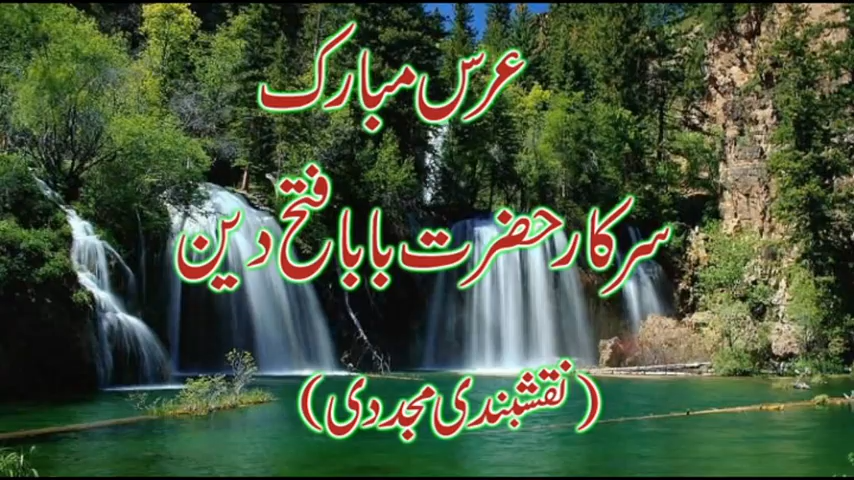 عرس مبارک
سرکار حضرت بابا فتح دین
(نقشبندی مجددی)